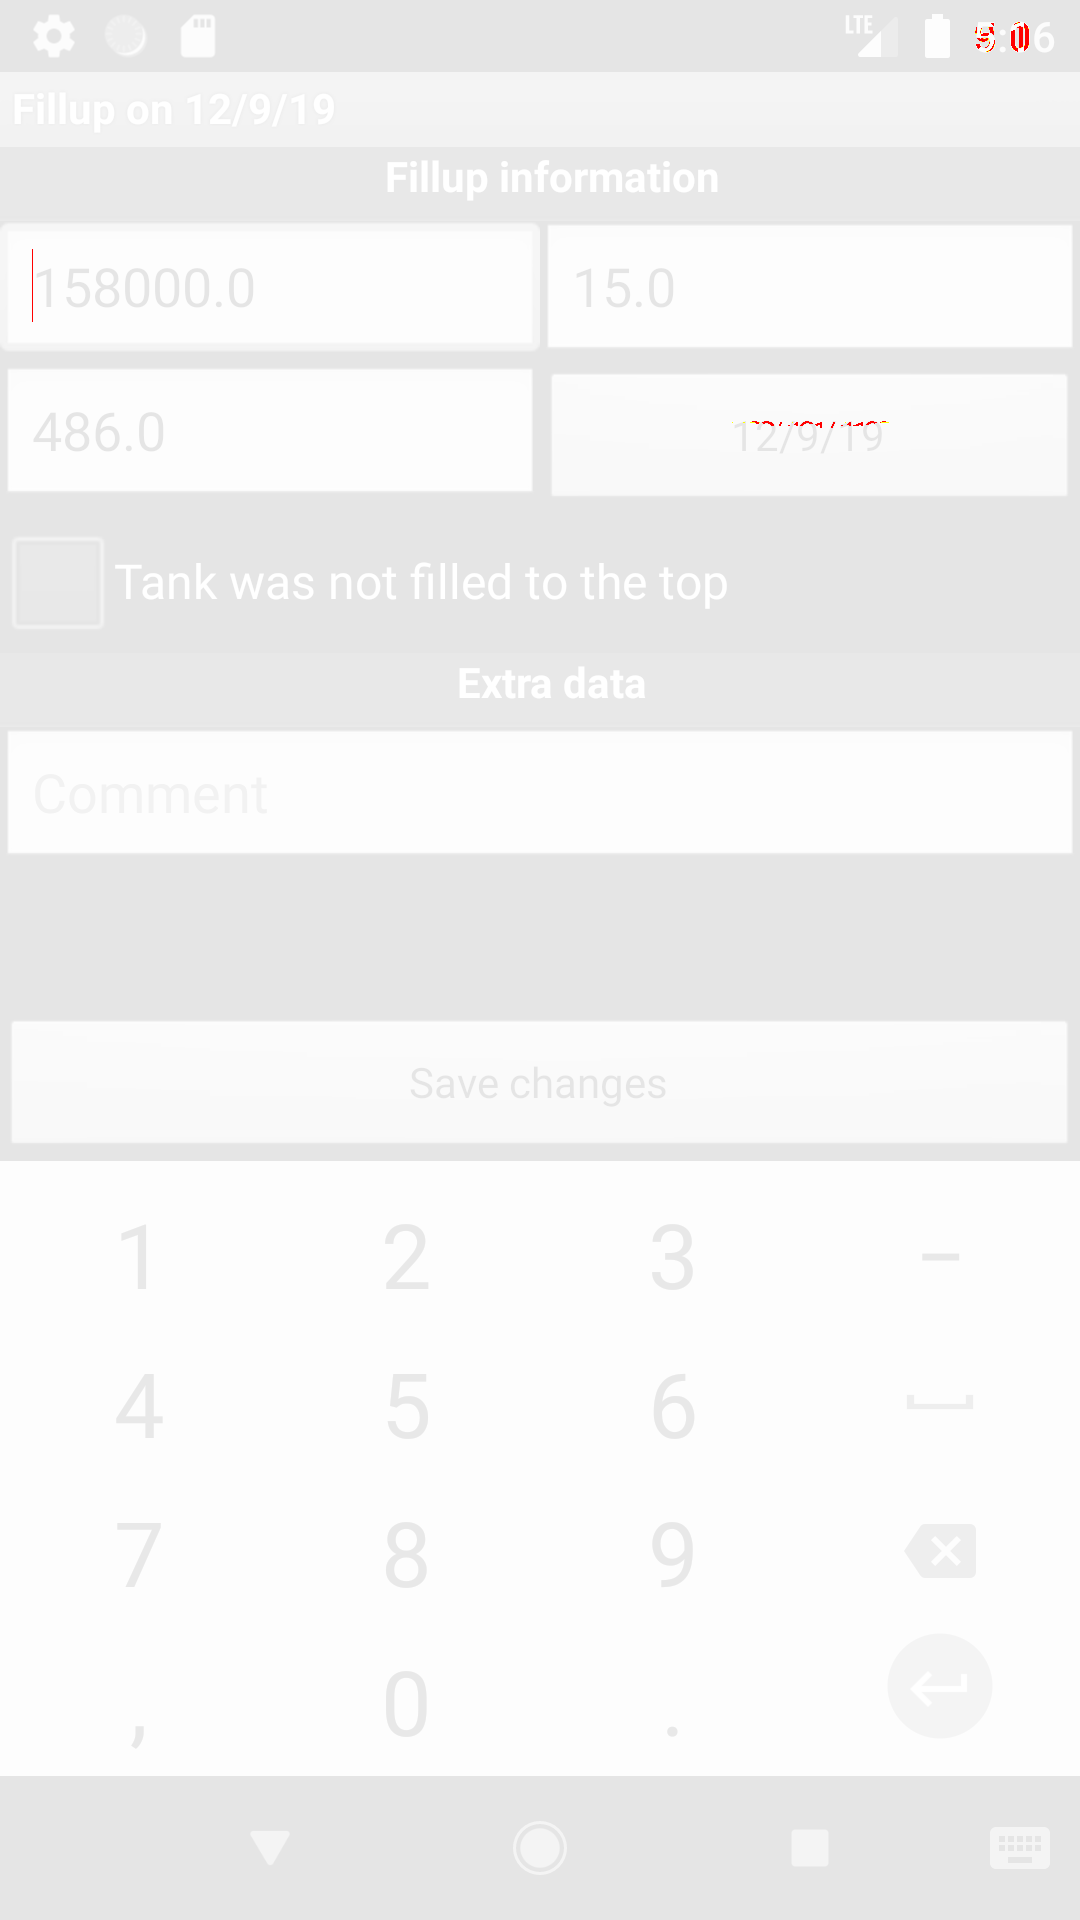 LTE
Fillup on 12/9/19
Fillup information
158000.0 15.0
486.0 12/9/19
Tank was not filled to the top
Extra data
Comment
Save changes
1 2 3 –
4 5 6
7 8 9
, 0 .